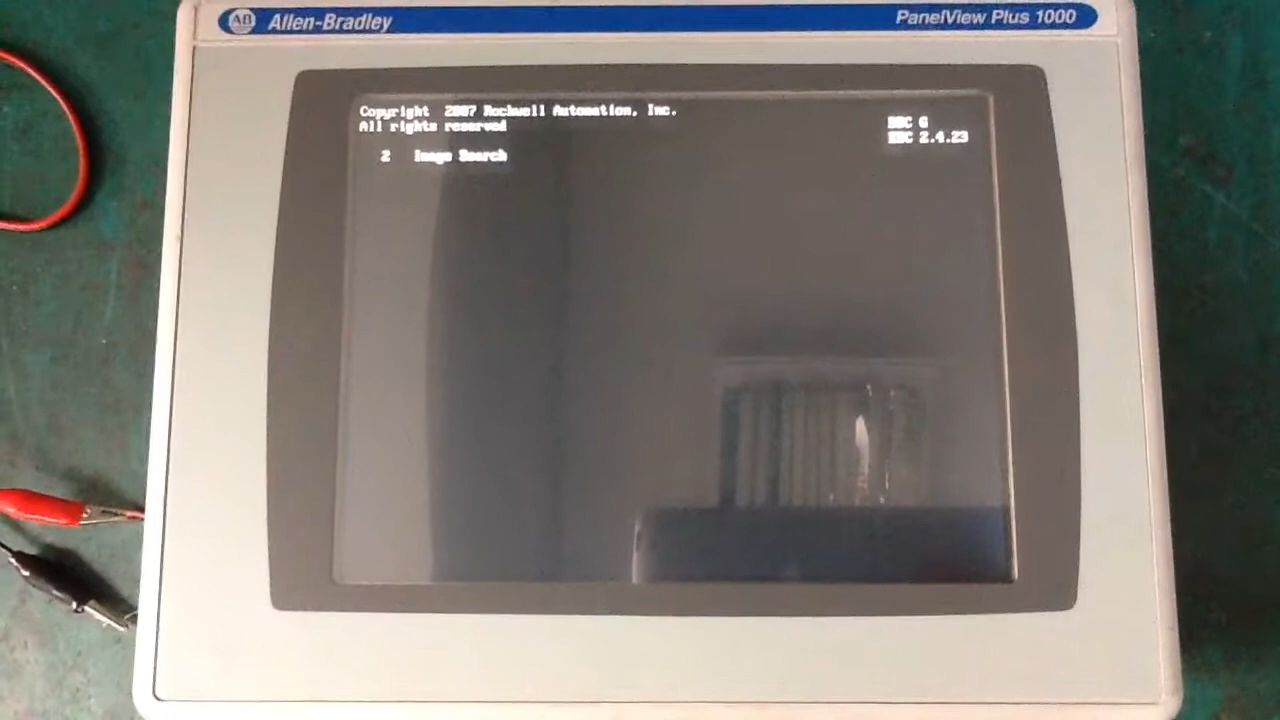 AB Allen-Bradley
PanelView Plus 1000
Copyright 2007 Rockwell Automation, Inc.
All rights reserved
G
2.4.23
2 Image Search